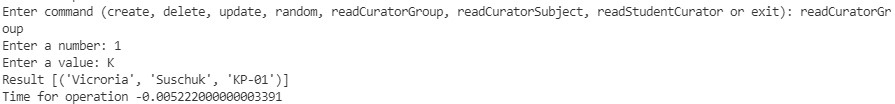 Enter command (create, delete, update, random, readCuratorGroup, readCuratorSubject, readStudentCurator or exit): readCuratorGr
oup
Enter a number: 1
Enter a value: K
Result [('Vicroria', 'Suschuk', 'KP-01')]
Time for operation -0.005222000000003391